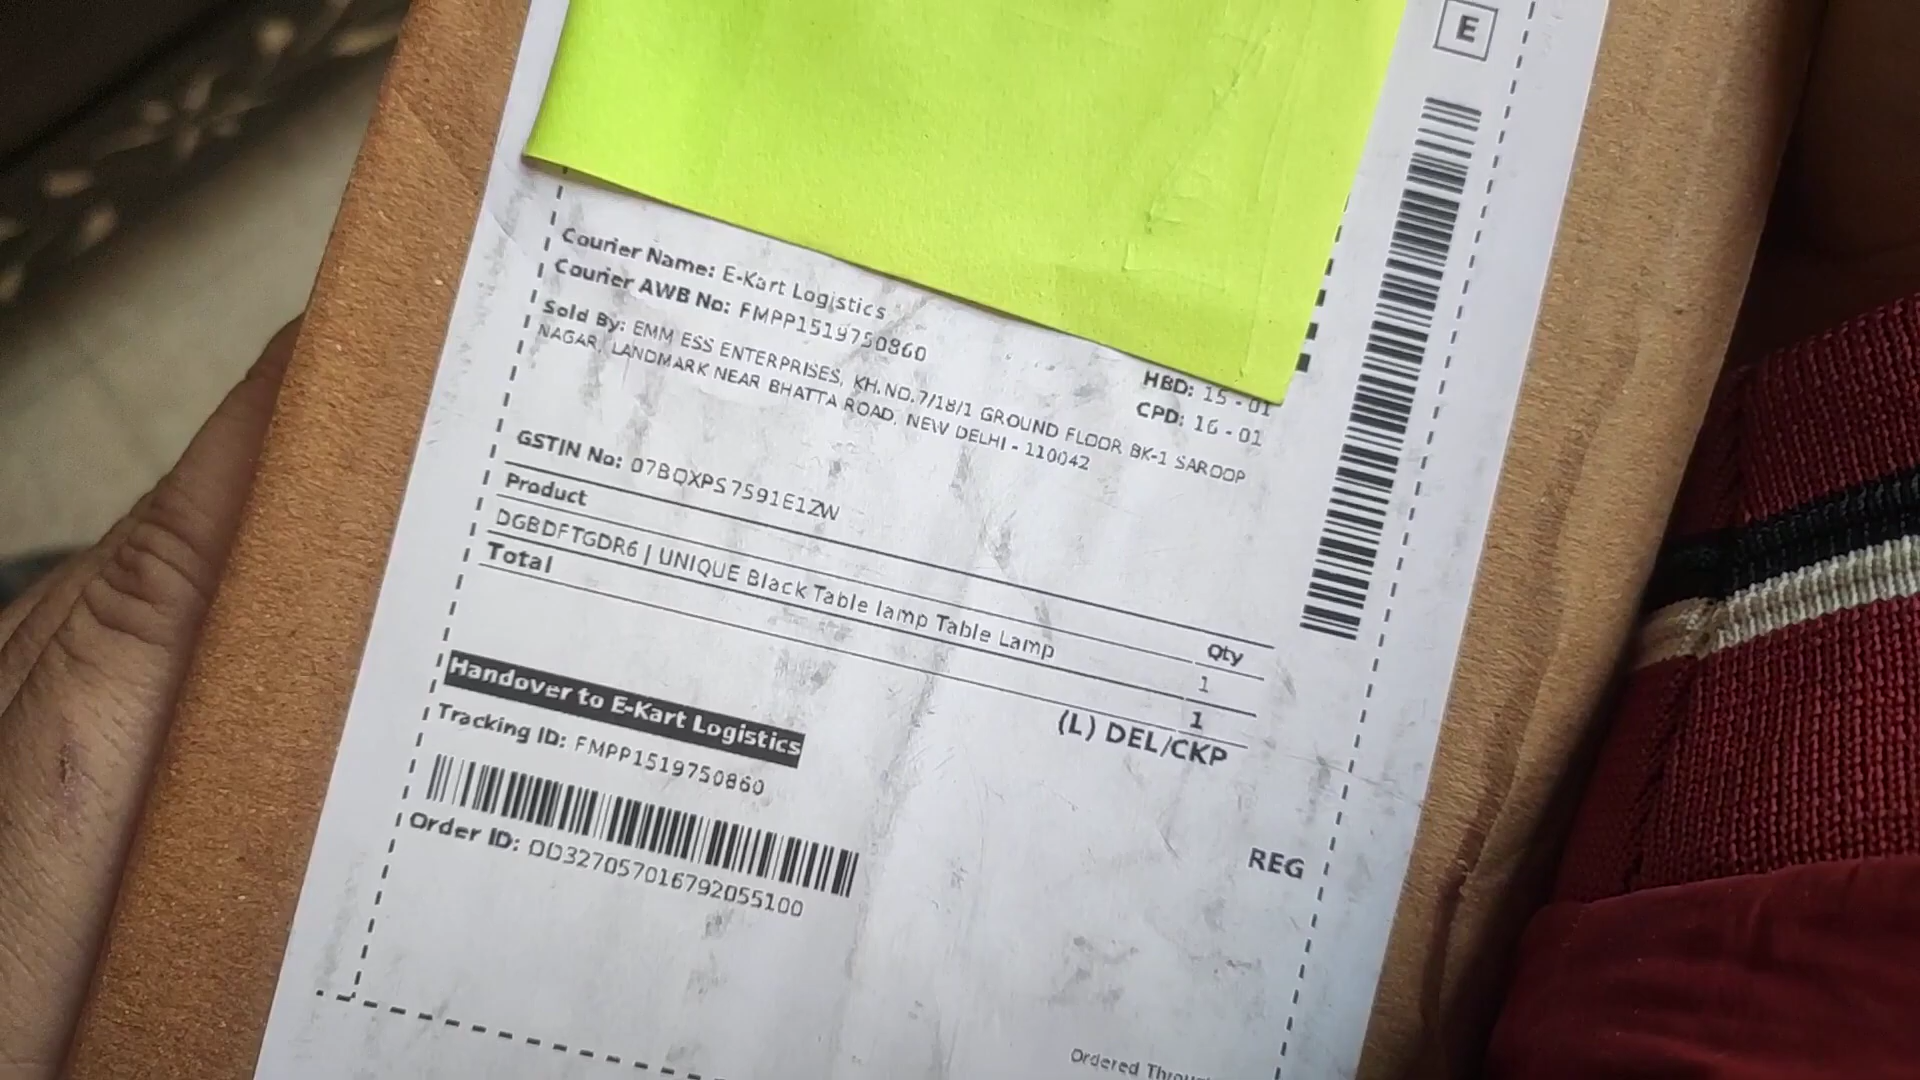 E
Courier Name: E-Kart Logistics
Courier AWB No: FMPP1519750860
HBD: 15 - 01
CPD: 16 - 01
Sold By: EMM ESS ENTERPRISES, KH.NO.7/18/1 GROUND FLOOR BK-1 SAROOP
NAGAR, LANDMARK NEAR BHATTA ROAD, NEW DELHI - 110042
GSTIN No: 07BQXPS7591E1ZW
Product Qty
DGBDFTGDR6 | UNIQUE Black Table lamp Table Lamp 1
Total 1
Handover to E-Kart Logistics
(L) DEL/CKP
Tracking ID: FMPP1519750860
REG
Order ID: OD327057016792055100
Ordered